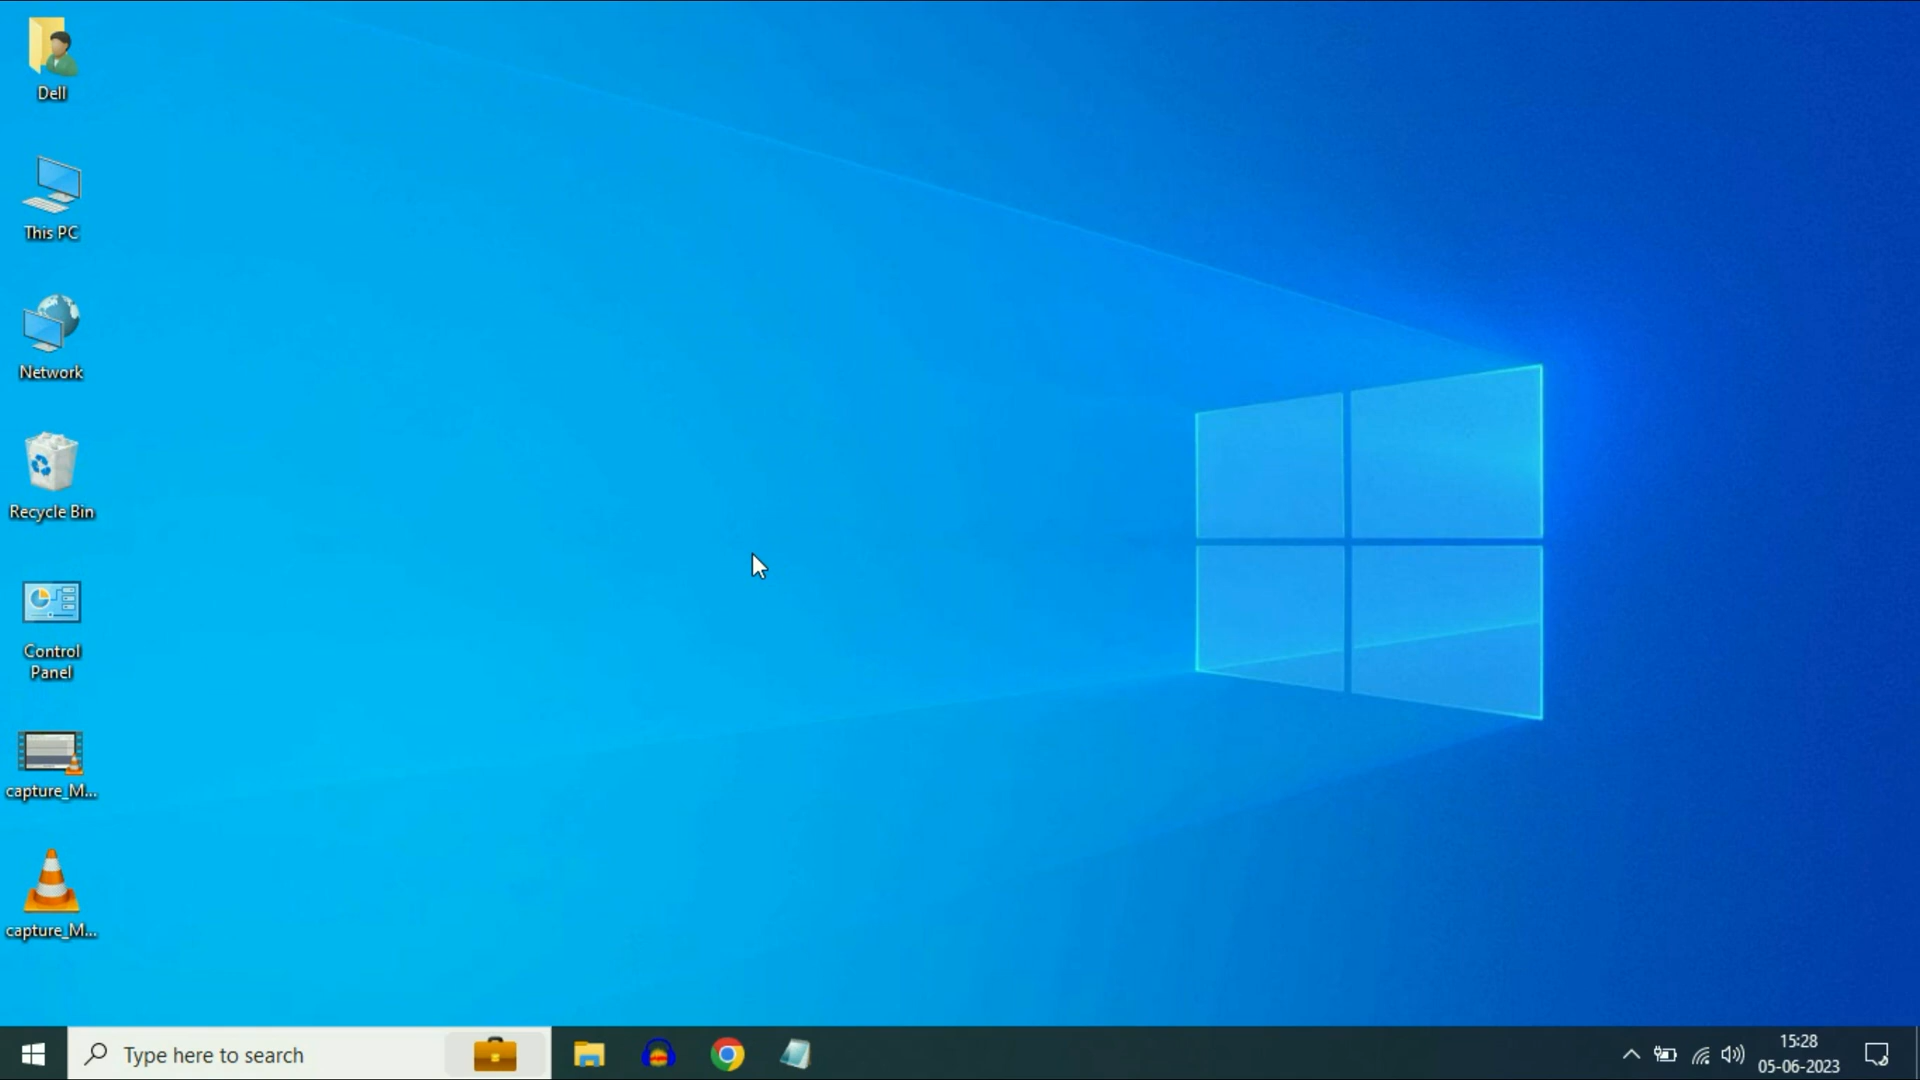 Dell
This PC
Network
Recycle Bin
Control
Panel
capture_M...
capture_M...
Type here to search
15:28
05-06-2023